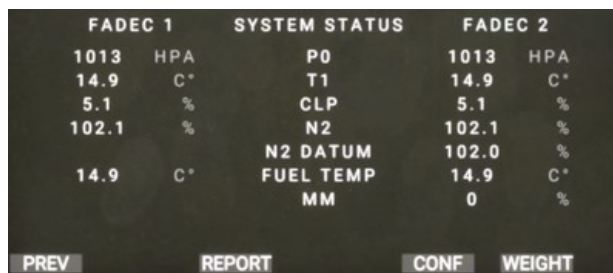 FADEC 1 SYSTEM STATUS FADEC 2
1013 HPA P0 1013 HPA
14.9 C° T1 14.9 C°
5.1 % CLP 5.1 %
102.1 % N2 102.1 %
N2 DATUM 102.0 %
14.9 C° FUEL TEMP 14.9 C°
MM 0 %
PREV REPORT CONF WEIGHT